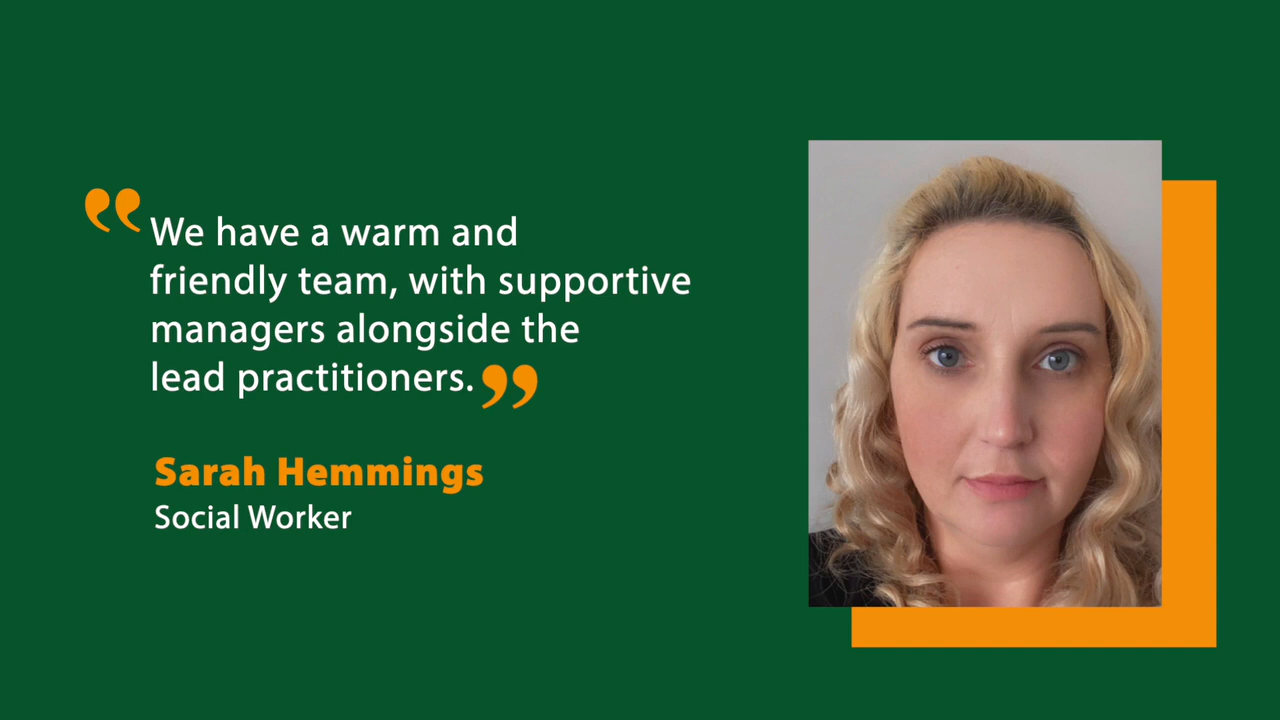 “We have a warm and
friendly team, with supportive
managers alongside the
lead practitioners.”
Sarah Hemmings
Social Worker